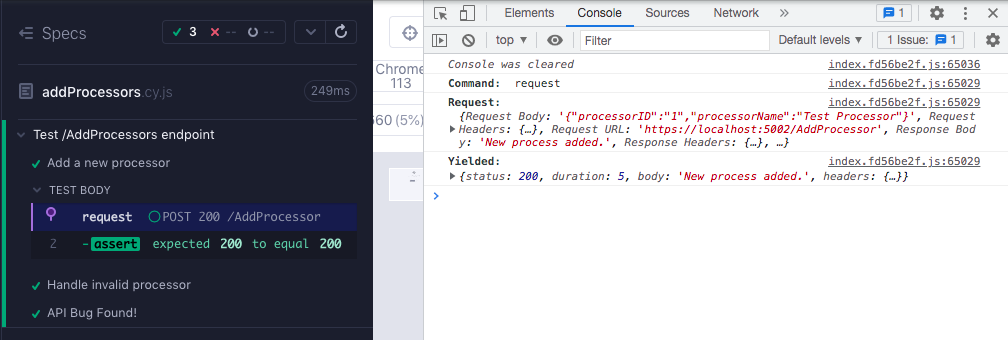 Specs
3
--
--
addProcessors.cy.js
249ms
Test /AddProcessors endpoint
Add a new processor
TEST BODY
request POST 200 /AddProcessor
2 -assert expected 200 to equal 200
Handle invalid processor
API Bug Found!
Chrome
113
660 (5%)
Elements Console Sources Network » 1
top ▾ Filter Default levels ▾ 1 Issue: 1
Console was cleared index.fd56be2f.js:65036
Command: request index.fd56be2f.js:65029
Request: index.fd56be2f.js:65029
{Request Body: '{"processorID":"1","processorName":"Test Processor"}', Request
Headers: {…}, Request URL: 'https://localhost:5002/AddProcessor', Response Bod
y: 'New process added.', Response Headers: {…}, …}
Yielded: index.fd56be2f.js:65029
{status: 200, duration: 5, body: 'New process added.', headers: {…}}